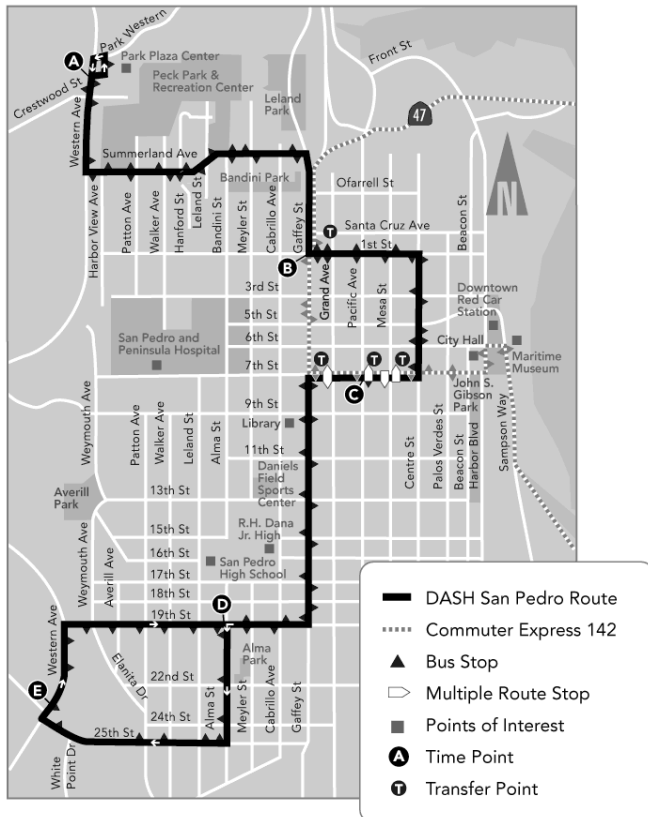 Park Western
A
Park Plaza Center
Crestwood St
Peck Park &
Recreation Center
Front St
Leland
Park
47
Western Ave
Summerland Ave
Bandini Park
Ofarrell St
N
Harbor View Ave
Patton Ave
Walker Ave
Hanford St
Leland St
Bandini St
Meyler St
Cabrillo Ave
Gaffey St
T
Santa Cruz Ave
1st St
Beacon St
B
Grand Ave
Pacific Ave
Mesa St
3rd St
5th St
6th St
7th St
Downtown
Red Car
Station
City Hall
San Pedro and
Peninsula Hospital
T
T
T
Maritime
Museum
C
John S.
Gibson
Park
9th St
Library
Weymouth Ave
Patton Ave
Walker Ave
Leland St
Alma St
11th St
Centre St
Palos Verdes St
Beacon St
Harbor Blvd
Sampson Way
Daniels
Field
Sports
Center
13th St
Averill
Park
15th St
R.H. Dana
Jr. High
16th St
San Pedro
High School
17th St
18th St
19th St
Weymouth Ave
Averill Ave
D
Western Ave
Elanita Dr
Alma
Park
22nd St
E
Alma St
Meyler St
Cabrillo Ave
Gaffey St
24th St
25th St
White
Point Dr
DASH San Pedro Route
Commuter Express 142
Bus Stop
Multiple Route Stop
Points of Interest
A Time Point
T Transfer Point